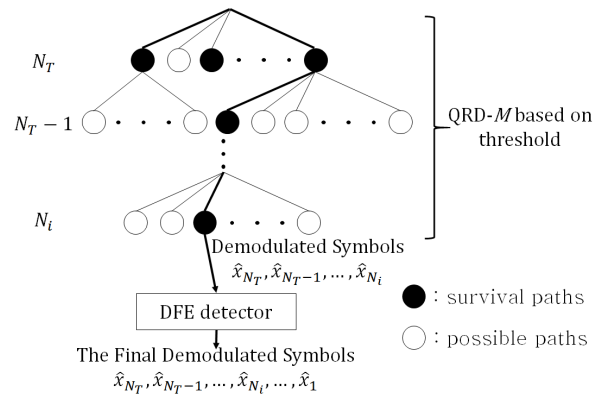 N_T
N_T − 1
QRD-M based on
threshold
N_i
Demodulated Symbols
x̂_{N_T}, x̂_{N_T−1}, … , x̂_{N_i}
DFE detector
: survival paths
: possible paths
The Final Demodulated Symbols
x̂_{N_T}, x̂_{N_T−1}, … , x̂_{N_i}, … , x̂_1